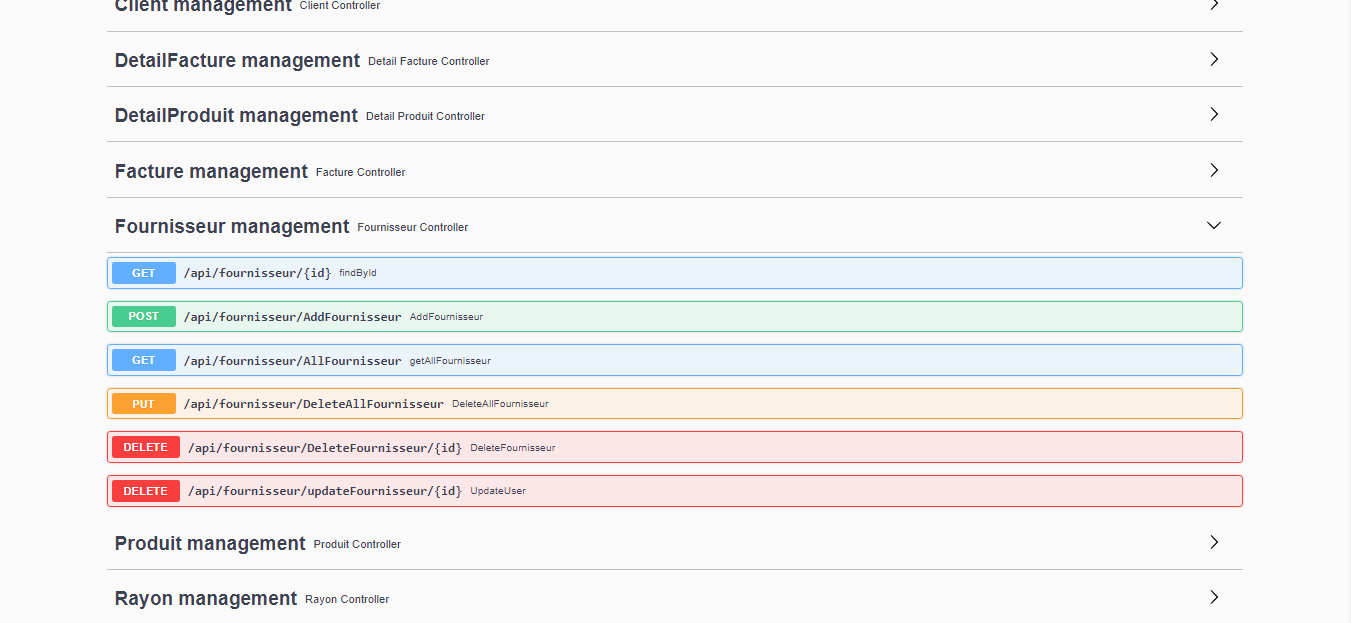 Client management Client Controller
DetailFacture management Detail Facture Controller
DetailProduit management Detail Produit Controller
Facture management Facture Controller
Fournisseur management Fournisseur Controller
GET /api/fournisseur/{id} findById
POST /api/fournisseur/AddFournisseur AddFournisseur
GET /api/fournisseur/AllFournisseur getAllFournisseur
PUT /api/fournisseur/DeleteAllFournisseur DeleteAllFournisseur
DELETE /api/fournisseur/DeleteFournisseur/{id} DeleteFournisseur
DELETE /api/fournisseur/updateFournisseur/{id} UpdateUser
Produit management Produit Controller
Rayon management Rayon Controller